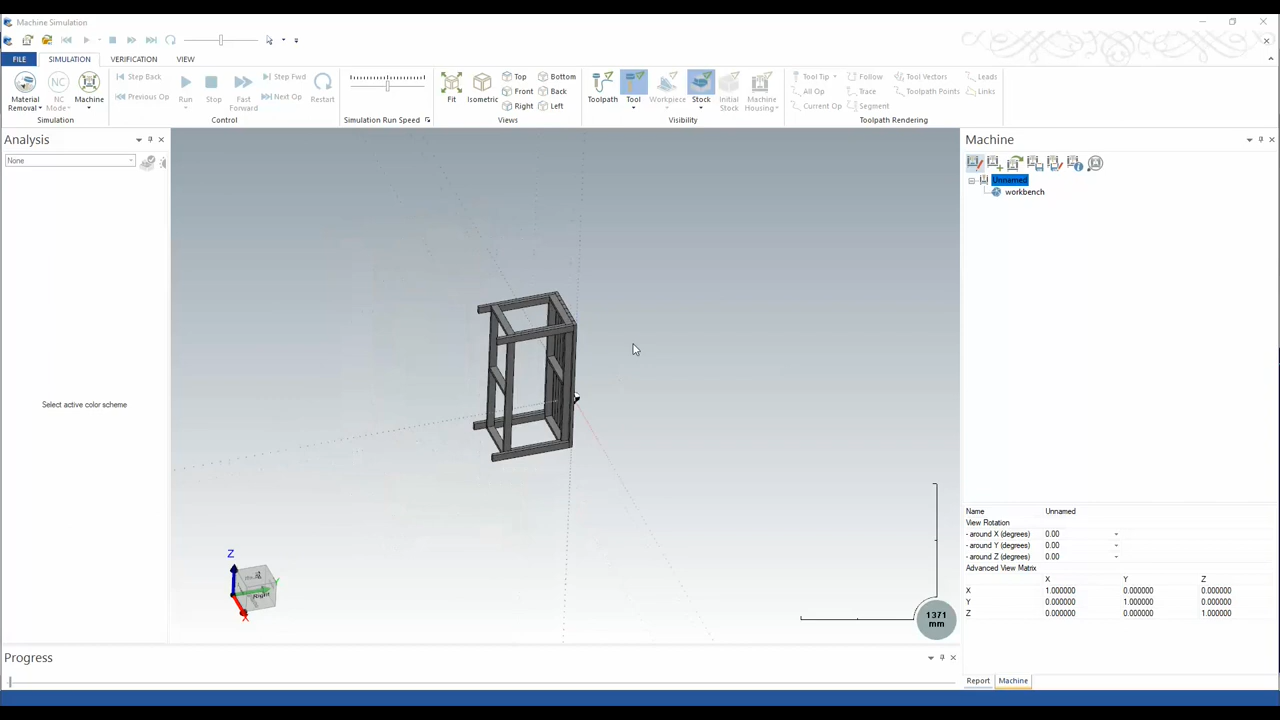 Machine Simulation
FILE SIMULATION VERIFICATION VIEW
Material Removal
NC Mode
Machine
Simulation
Step Back
Previous Op
Run
Stop
Fast Forward
Step Fwd
Next Op
Restart
Control
Simulation Run Speed
Fit
Isometric
Top
Front
Right
Bottom
Back
Left
Views
Toolpath
Tool
Workpiece
Stock
Initial Stock
Machine Housing
Visibility
Tool Tip
All Op
Current Op
Follow
Trace
Segment
Tool Vectors
Toolpath Points
Leads
Links
Toolpath Rendering
Analysis
None
Select active color scheme
Z
Y
X
Right
1371
mm
Machine
Unnamed
workbench
Name Unnamed
View Rotation
- around X (degrees) 0.00
- around Y (degrees) 0.00
- around Z (degrees) 0.00
Advanced View Matrix
X Y Z
X 1.000000 0.000000 0.000000
Y 0.000000 1.000000 0.000000
Z 0.000000 0.000000 1.000000
Report Machine
Progress